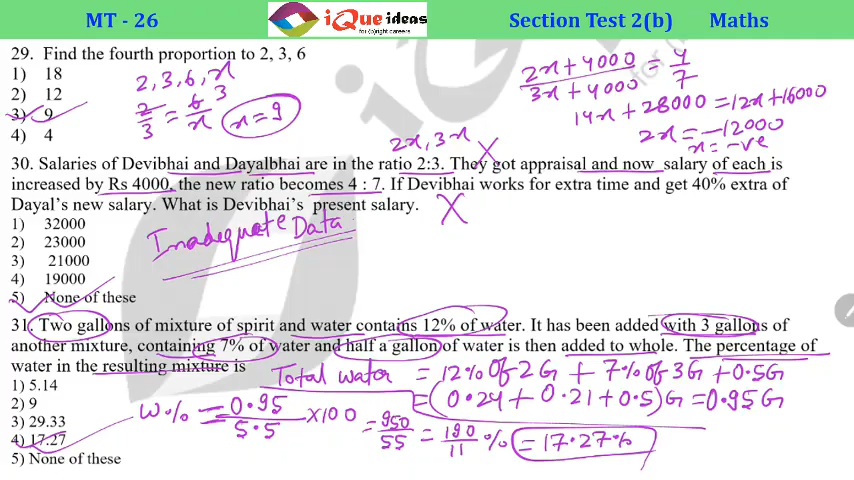 MT - 26
iQue ideas
for (b)right careers
Section Test 2(b) Maths
29. Find the fourth proportion to 2, 3, 6
1) 18
2) 12
3) 9
4) 4
2, 3, 6, x
2/3 = 6/x 3
x = 9
2x + 4000 / 3x + 4000 = 4/7
14x + 28000 = 12x + 16000
2x = -12000
x = -ve
2x, 3x
30. Salaries of Devibhai and Dayalbhai are in the ratio 2:3. They got appraisal and now salary of each is
increased by Rs 4000, the new ratio becomes 4 : 7. If Devibhai works for extra time and get 40% extra of
Dayal's new salary. What is Devibhai's present salary.
1) 32000
2) 23000
3) 21000
4) 19000
5) None of these
Inadequate Data
31. Two gallons of mixture of spirit and water contains 12% of water. It has been added with 3 gallons of
another mixture, containing 7% of water and half a gallon of water is then added to whole. The percentage of
water in the resulting mixture is
1) 5.14
2) 9
3) 29.33
4) 17.27
5) None of these
Total water = 12% Of 2G + 7% of 3G + 0.5G
= (0.24 + 0.21 + 0.5) G = 0.95 G
W% = 0.95 / 5.5 × 100 = 950 / 55 = 190 / 11 % = 17.27%